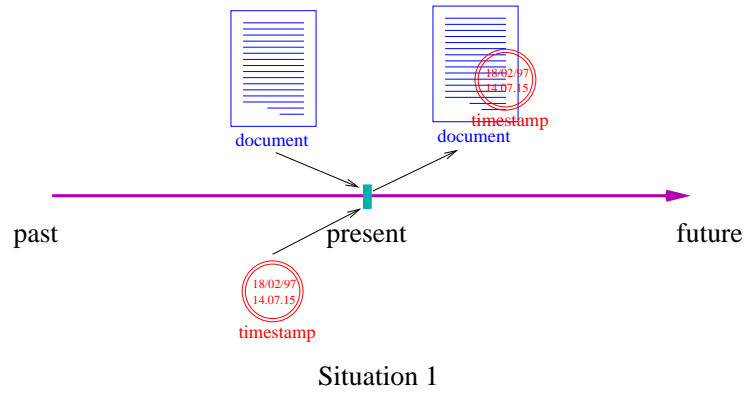 18/02/97
14.07.15
timestamp
document
document
past
present
future
18/02/97
14.07.15
timestamp
Situation 1